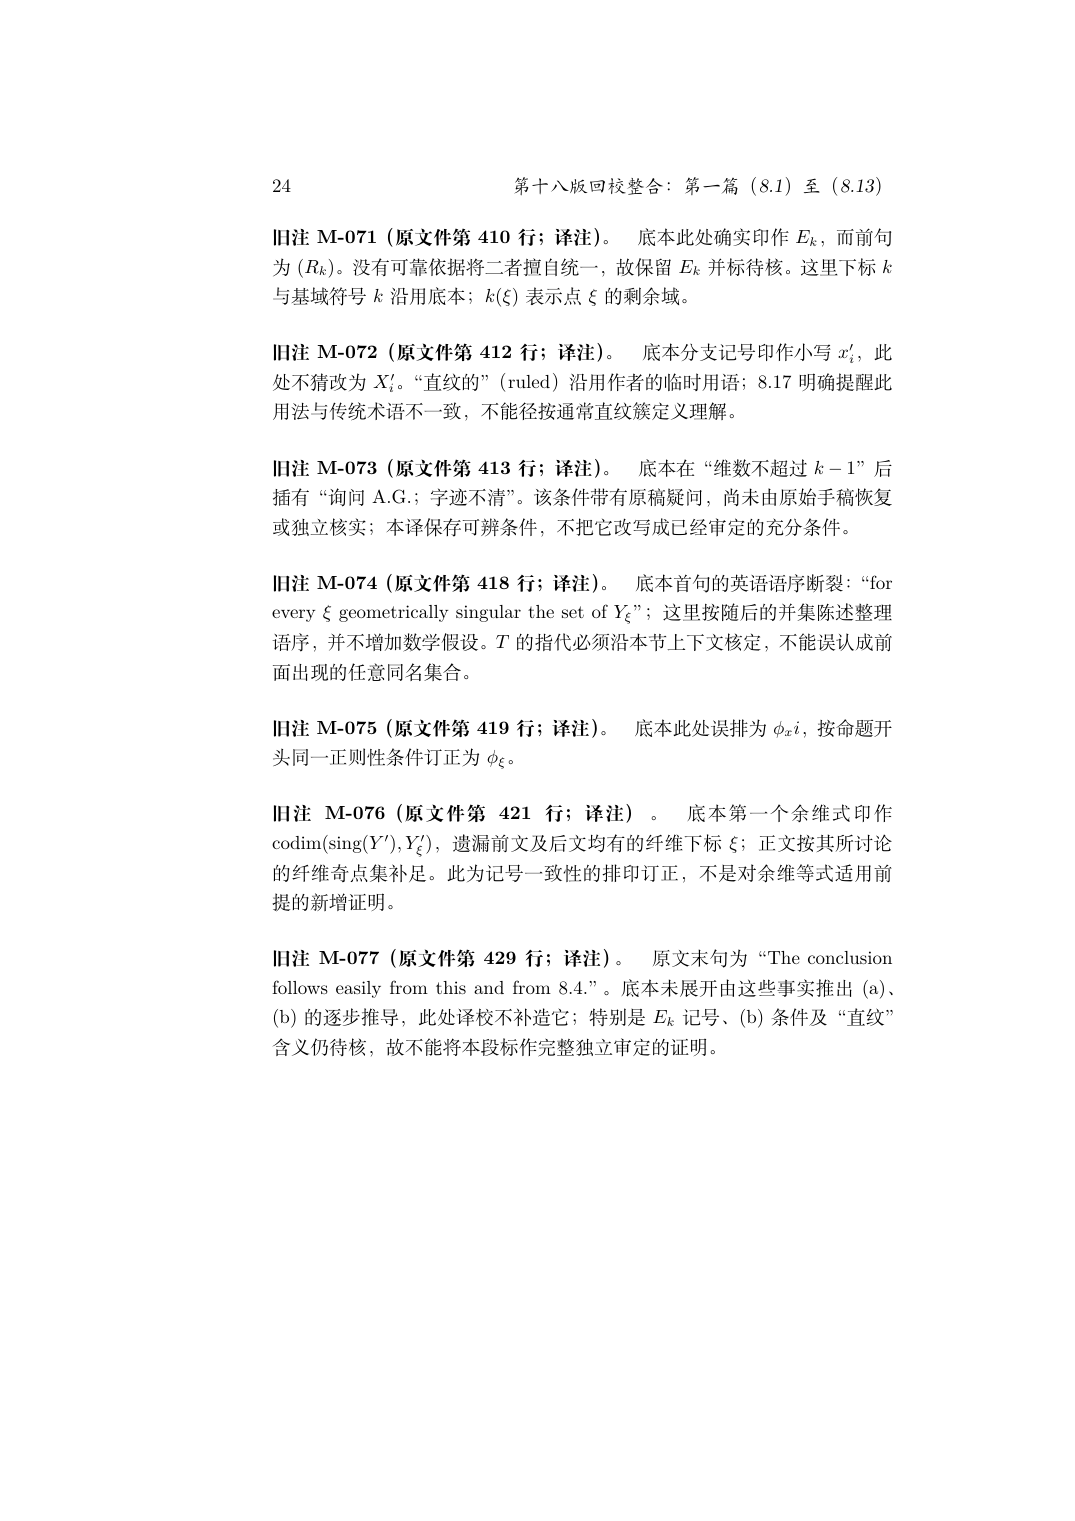 24 第十八版回校整合：第一篇（8.1）至（8.13）
旧注 M-071（原文件第 410 行；译注）。 底本此处确实印作 $E_k$，而前句
为 $(R_k)$。没有可靠依据将二者擅自统一，故保留 $E_k$ 并标待核。这里下标 $k$
与基域符号 $k$ 沿用底本；$k(\xi)$ 表示点 $\xi$ 的剩余域。
旧注 M-072（原文件第 412 行；译注）。 底本分支记号印作小写 $x'_i$，此
处不猜改为 $X'_i$。“直纹的”（ruled）沿用作者的临时用语；8.17 明确提醒此
用法与传统术语不一致，不能径按通常直纹簇定义理解。
旧注 M-073（原文件第 413 行；译注）。 底本在 “维数不超过 $k-1$” 后
插有 “询问 A.G.；字迹不清”。该条件带有原稿疑问，尚未由原始手稿恢复
或独立核实；本译保存可辨条件，不把它改写成已经审定的充分条件。
旧注 M-074（原文件第 418 行；译注）。 底本首句的英语语序断裂：“for
every $\xi$ geometrically singular the set of $Y_\xi$”；这里按随后的并集陈述整理
语序，并不增加数学假设。$T$ 的指代必须沿本节上下文核定，不能误认成前
面出现的任意同名集合。
旧注 M-075（原文件第 419 行；译注）。 底本此处误排为 $\phi_x i$，按命题开
头同一正则性条件订正为 $\phi_\xi$。
旧注 M-076（原文件第 421 行；译注）。 底本第一个余维式印作
$\mathrm{codim}(\mathrm{sing}(Y'), Y'_\xi)$，遗漏前文及后文均有的纤维下标 $\xi$；正文按其所讨论
的纤维奇点集补足。此为记号一致性的排印订正，不是对余维等式适用前
提的新增证明。
旧注 M-077（原文件第 429 行；译注）。 原文末句为 “The conclusion
follows easily from this and from 8.4.”。底本未展开由这些事实推出 (a)、
(b) 的逐步推导，此处译校不补造它；特别是 $E_k$ 记号、(b) 条件及 “直纹”
含义仍待核，故不能将本段标作完整独立审定的证明。